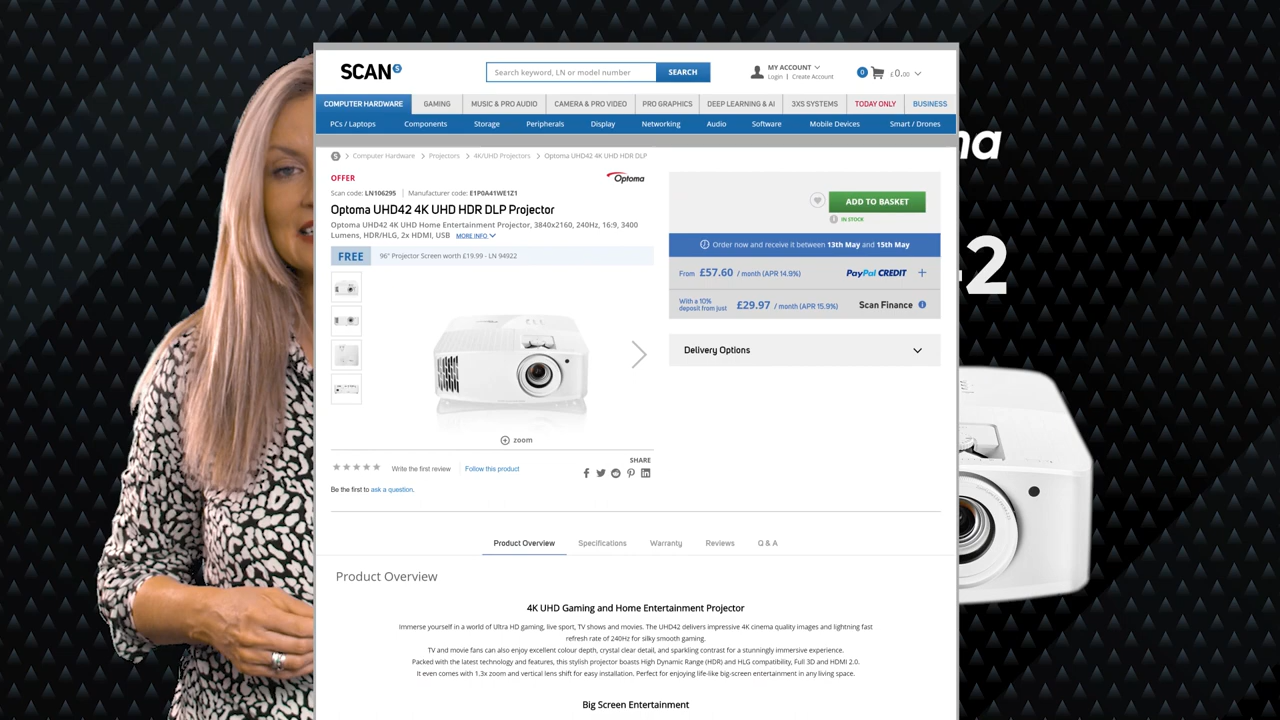 SCAN S
Search keyword, LN or model number
SEARCH
MY ACCOUNT
Login | Create Account
0
£0.00
COMPUTER HARDWARE
GAMING
MUSIC & PRO AUDIO
CAMERA & PRO VIDEO
PRO GRAPHICS
DEEP LEARNING & AI
3XS SYSTEMS
TODAY ONLY
BUSINESS
PCs / Laptops
Components
Storage
Peripherals
Display
Networking
Audio
Software
Mobile Devices
Smart / Drones
S > Computer Hardware > Projectors > 4K/UHD Projectors > Optoma UHD42 4K UHD HDR DLP
OFFER
Optoma
Scan code: LN106295 | Manufacturer code: E1P0A41WE1Z1
Optoma UHD42 4K UHD HDR DLP Projector
Optoma UHD42 4K UHD Home Entertainment Projector, 3840x2160, 240Hz, 16:9, 3400
Lumens, HDR/HLG, 2x HDMI, USB MORE INFO
FREE 96" Projector Screen worth £19.99 - LN 94922
zoom
Write the first review
Follow this product
SHARE
Be the first to ask a question.
ADD TO BASKET
IN STOCK
Order now and receive it between 13th May and 15th May
From £57.60 / month (APR 14.9%) PayPal CREDIT +
With a 10%
deposit from just £29.97 / month (APR 15.9%) Scan Finance
Delivery Options
Product Overview
Specifications
Warranty
Reviews
Q & A
Product Overview
4K UHD Gaming and Home Entertainment Projector
Immerse yourself in a world of Ultra HD gaming, live sport, TV shows and movies. The UHD42 delivers impressive 4K cinema quality images and lightning fast
refresh rate of 240Hz for silky smooth gaming.
TV and movie fans can also enjoy excellent colour depth, crystal clear detail, and sparkling contrast for a stunningly immersive experience.
Packed with the latest technology and features, this stylish projector boasts High Dynamic Range (HDR) and HLG compatibility, Full 3D and HDMI 2.0.
It even comes with 1.3x zoom and vertical lens shift for easy installation. Perfect for enjoying life-like big-screen entertainment in any living space.
Big Screen Entertainment
na
2